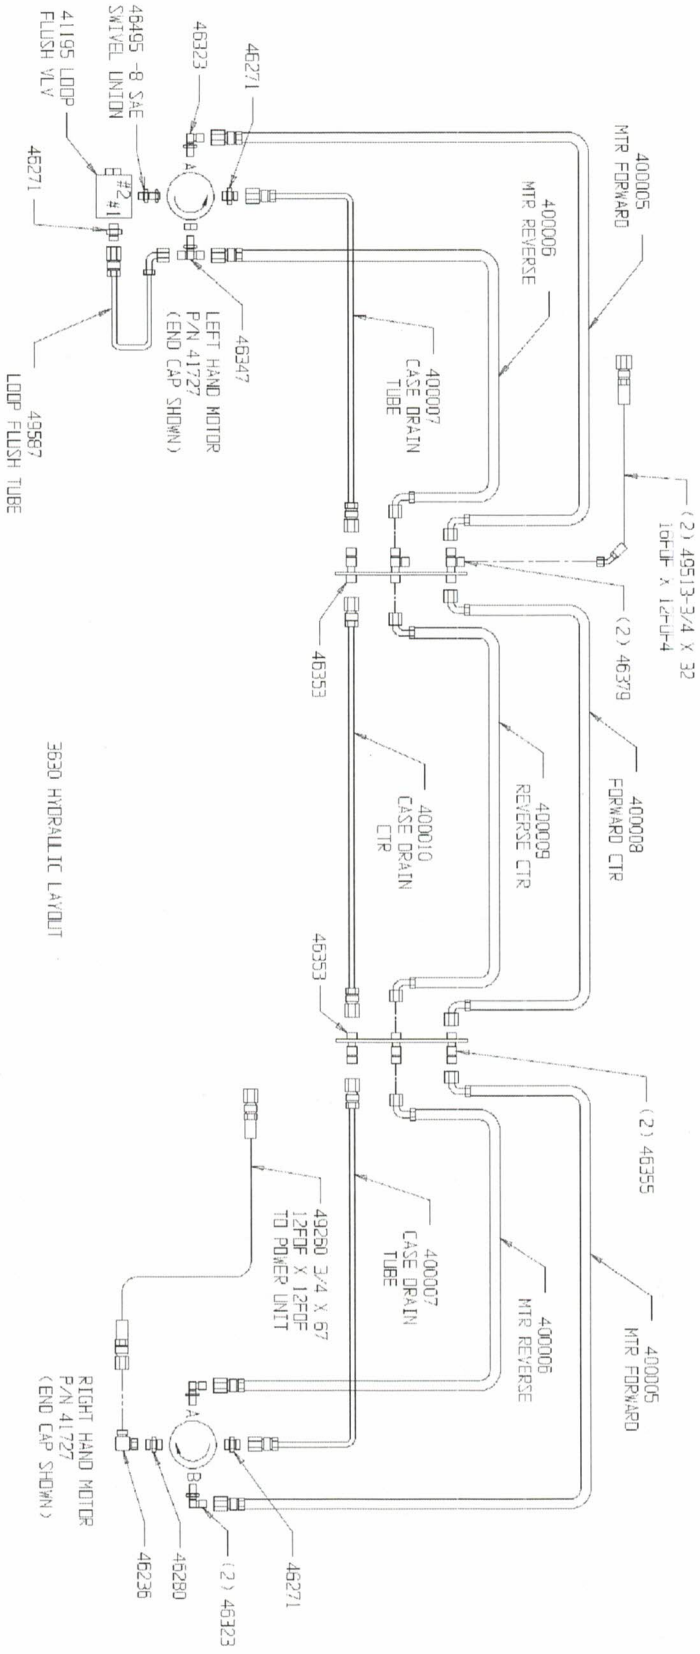 400005
MTR FORWARD
400006
MTR REVERSE
400007
CASE DRAIN
TUBE
46271
46323
46495 -8 SAE
SWIVEL UNION
41195 LOOP
FLUSH VLV
46271
#2
#1
A
B
46347
LEFT HAND MOTOR
P/N 41727
(END CAP SHOWN)
49587
LOOP FLUSH TUBE
(2) 49513-3/4 X 32
16FOF X 12FOF4
(2) 46379
46353
400008
FORWARD CTR
400009
REVERSE CTR
400010
CASE DRAIN
CTR
46353
(2) 46355
3630 HYDRAULIC LAYOUT
400005
MTR FORWARD
400006
MTR REVERSE
400007
CASE DRAIN
TUBE
49260 3/4 X 67
12FOF X 12FOF
TO POWER UNIT
A
B
46271
(2) 46323
46280
46236
RIGHT HAND MOTOR
P/N 41727
(END CAP SHOWN)